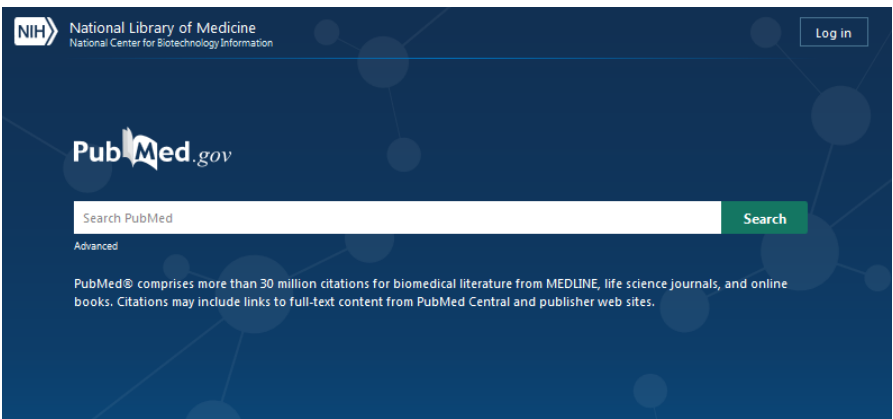 NIH
National Library of Medicine
National Center for Biotechnology Information
Log in
PubMed.gov
Search PubMed
Search
Advanced
PubMed® comprises more than 30 million citations for biomedical literature from MEDLINE, life science journals, and online
books. Citations may include links to full-text content from PubMed Central and publisher web sites.